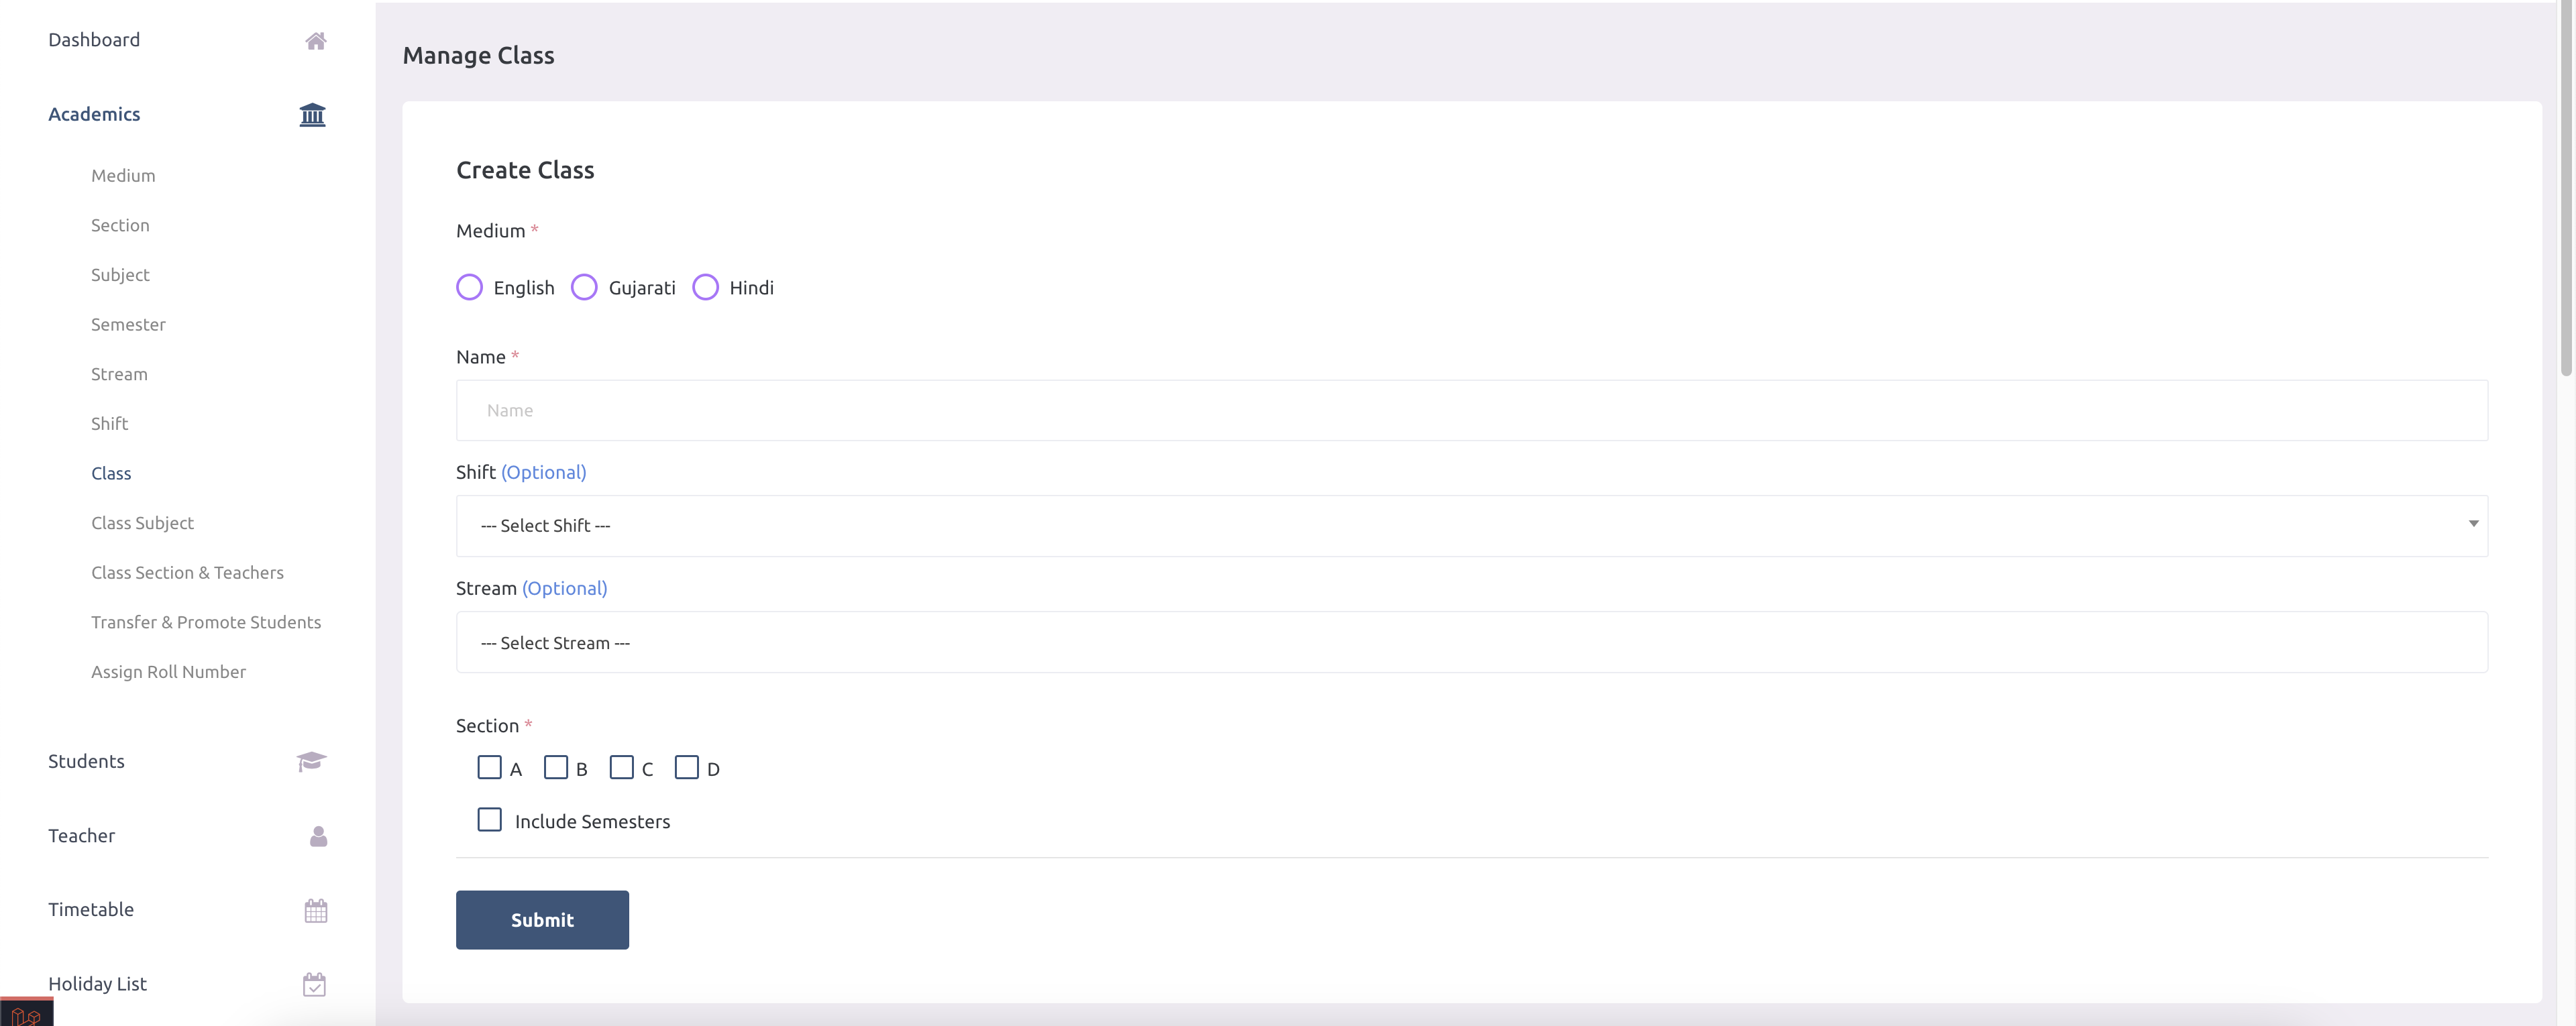 Dashboard
Academics
Medium
Section
Subject
Semester
Stream
Shift
Class
Class Subject
Class Section & Teachers
Transfer & Promote Students
Assign Roll Number
Students
Teacher
Timetable
Holiday List
Manage Class
Create Class
Medium *
English Gujarati Hindi
Name *
Name
Shift (Optional)
--- Select Shift ---
Stream (Optional)
--- Select Stream ---
Section *
A B C D
Include Semesters
Submit